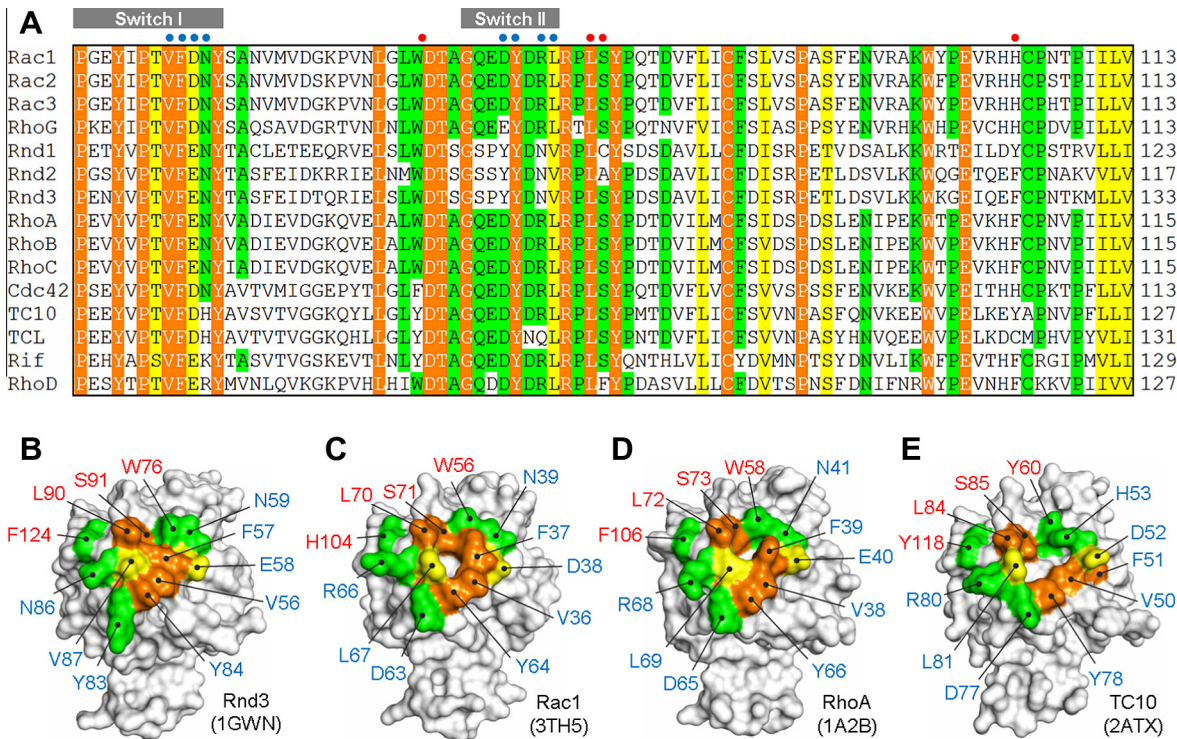 A
Switch I
Switch II
Rac1 PGEYIPTVFDNYSANVMVDGKPVNLGLWDTAGQEDYDRLRPLSYPQTDVFLICFSLVSPASFENVRAKWYPEVRHHCPNTPIILV 113
Rac2 PGEYIPTVFDNYSANVMVDSKPVNLGLWDTAGQEDYDRLRPLSYPQTDVFLICFSLVSPASYENVRAKWFPEVRHHCPSTPIILV 113
Rac3 PGEYIPTVFDNYSANVMVDGKPVNLGLWDTAGQEDYDRLRPLSYPQTDVFLICFSLVSPASFENVRAKWYPEVRHHCPHTPILLV 113
RhoG PKEYIPTVFDNYSAQSAVDGRTVNLNLWDTAGQEEYDRLRTLSYPQTNVFVICFSIASPPSYENVRHKWHPEVCHHCPDVPILLV 113
Rnd1 PETYVPTVFENYTACLETEEQRVELSLWDTSGSPYYDNVRPLCYSDSDAVLLCFDISRPETVDSALKKWRTEILDYCPSTRVLLI 123
Rnd2 PGSYVPTVFENYTASFEIDKRRIELNMWDTSGSSYYDNVRPLAYPDSDAVLICFDISRPETLDSVLKKWQGETQEFCPNAKVVLV 117
Rnd3 PENYVPTVFENYTASFEIDTQRIELSLWDTSGSPYYDNVRPLSYPDSDAVLICFDISRPETLDSVLKKWKGEIQEFCPNTKMLLV 133
RhoA PEVYVPTVFENYVADIEVDGKQVELALWDTAGQEDYDRLRPLSYPDTDVILMCFSIDSPDSLENIPEKWTPEVKHFCPNVPIILV 115
RhoB PEVYVPTVFENYVADIEVDGKQVELALWDTAGQEDYDRLRPLSYPDTDVILMCFSVDSPDSLENIPEKWVPEVKHFCPNVPIILV 115
RhoC PEVYVPTVFENYIADIEVDGKQVELALWDTAGQEDYDRLRPLSYPDTDVILMCFSIDSPDSLENIPEKWTPEVKHFCPNVPIILV 115
Cdc42 PSEYVPTVFDNYAVTVMIGGEPYTLGLFDTAGQEDYDRLRPLSYPQTDVFLVCFSVVSPSSFENVKEKWVPEITHHCPKTPFLLV 113
TC10 PTEYVPTVFDHYAVSVTVGGKQYLLGLYDTAGQEDYDRLRPLSYPMTDVFLICFSVVNPASFQNVKEEWVPELKEYAPNVPFLLI 127
TCL PTEYVPTVFDHYAVTVTVGGKQHLLGLYDTAGQEDYNQLRPLSYPNTDVFLICFSVVNPASYHNVQEEWVPELKDCMPHVPYVLI 131
Rif PEHYAPSVFEKYTASVTVGSKEVTLNLYDTAGQEDYDRLRPLSYQNTHLVLICYDVMNPTSYDNVLIKWFPEVTHFCRGIPMVLI 129
RhoD PESYTPTVFERYMVNLQVKGKPVHLHIWDTAGQDDYDRLRPLFYPDASVLLLCFDVTSPNSFDNIFNRWYPEVNHFCKKVPIIVV 127
B
W76
S91
L90
F124
N59
F57
E58
N86
V56
V87
Y83
Y84
Rnd3
(1GWN)
C
W56
S71
L70
H104
N39
F37
D38
R66
V36
L67
D63
Y64
Rac1
(3TH5)
D
W58
S73
L72
F106
N41
F39
E40
R68
V38
L69
D65
Y66
RhoA
(1A2B)
E
Y60
S85
L84
Y118
H53
D52
F51
R80
V50
L81
D77
Y78
TC10
(2ATX)